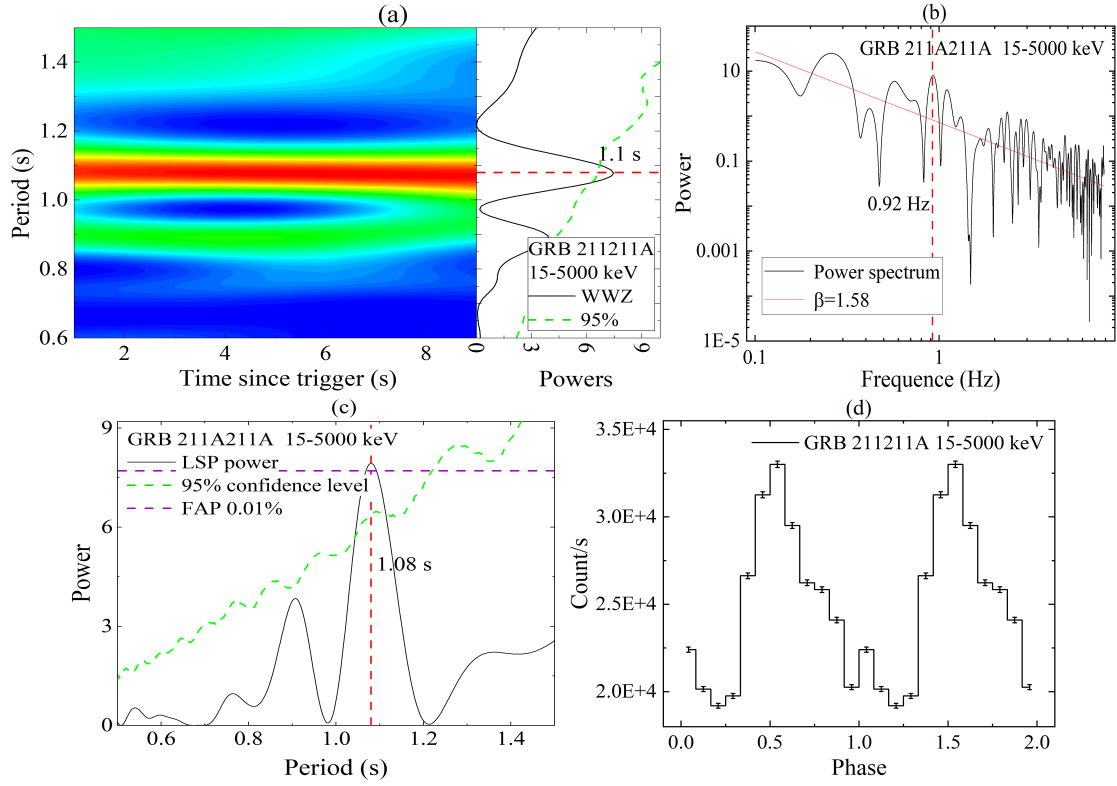 (a)
1.4
1.2
1.0
0.8
0.6
Period (s)
2
4
6
8
Time since trigger (s)
1.1 s
GRB 211211A
15-5000 keV
WWZ
95%
0
3
6
9
Powers
(b)
GRB 211A211A 15-5000 keV
10
0.1
0.001
1E-5
Power
0.92 Hz
Power spectrum
β=1.58
0.1
1
Frequence (Hz)
(c)
GRB 211A211A 15-5000 keV
LSP power
95% confidence level
FAP 0.01%
9
6
3
0
Power
1.08 s
0.6
0.8
1.0
1.2
1.4
Period (s)
(d)
GRB 211211A 15-5000 keV
3.5E+4
3.0E+4
2.5E+4
2.0E+4
Count/s
0.0
0.5
1.0
1.5
2.0
Phase